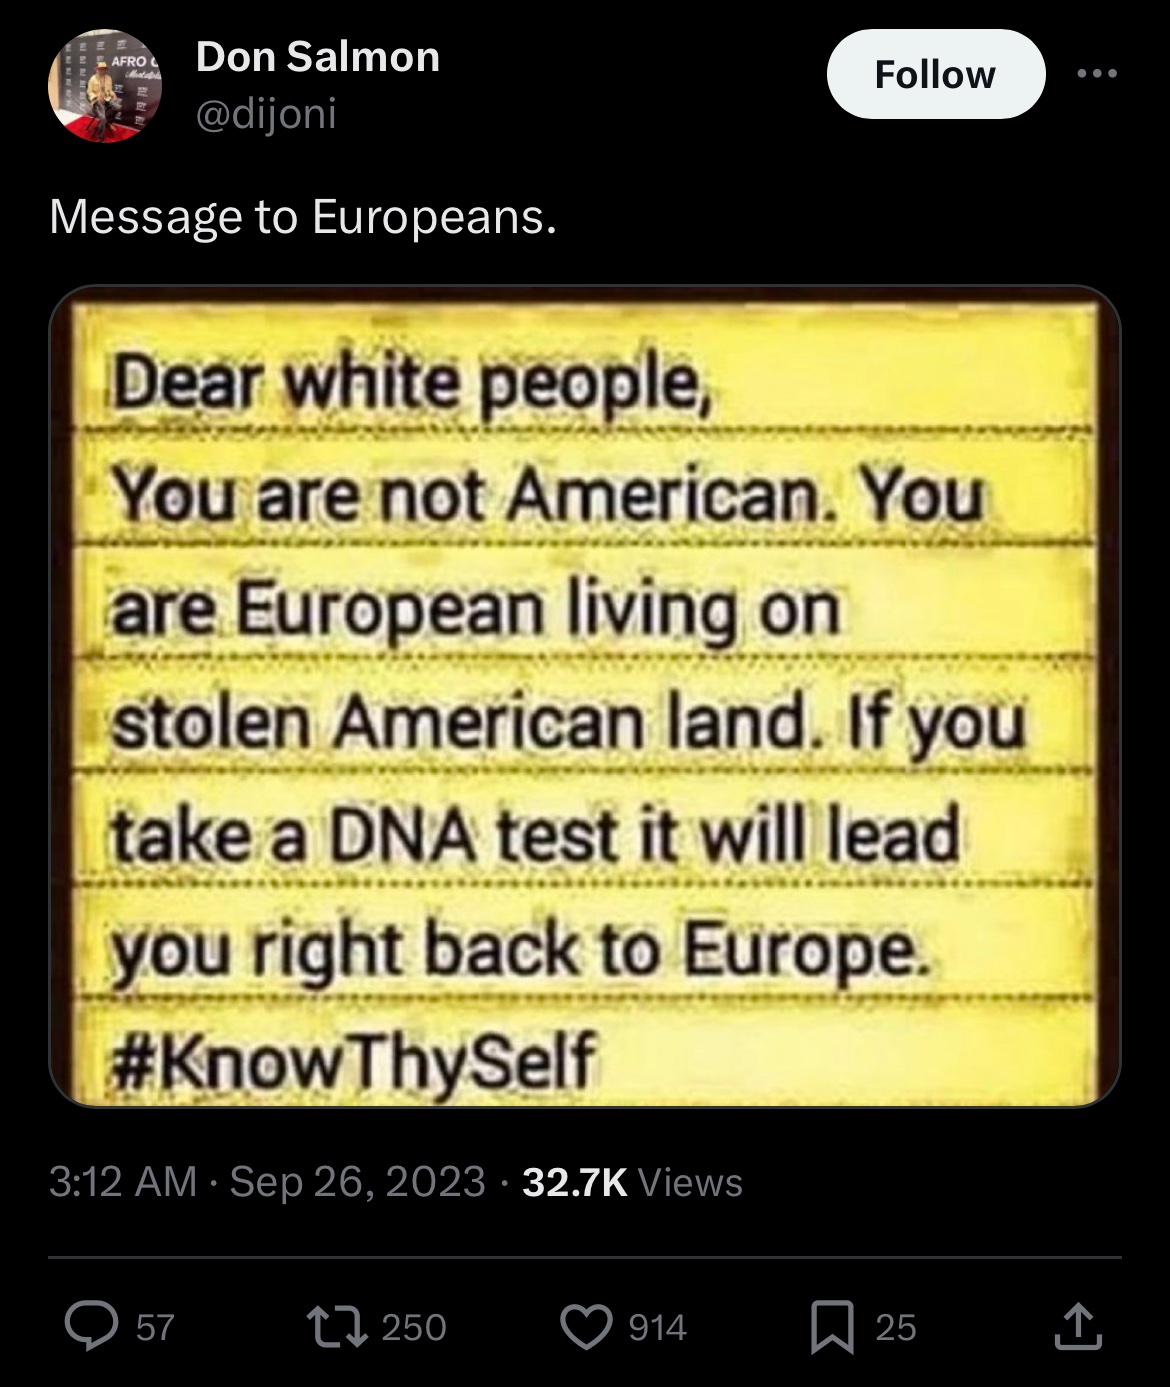 Don Salmon
@dijoni
Follow
AFRO
Message to Europeans.
Dear white people,
You are not American. You
are European living on
stolen American land. If you
take a DNA test it will lead
you right back to Europe.
#KnowThySelf
3:12 AM · Sep 26, 2023 · 32.7K Views
57 250 914 25